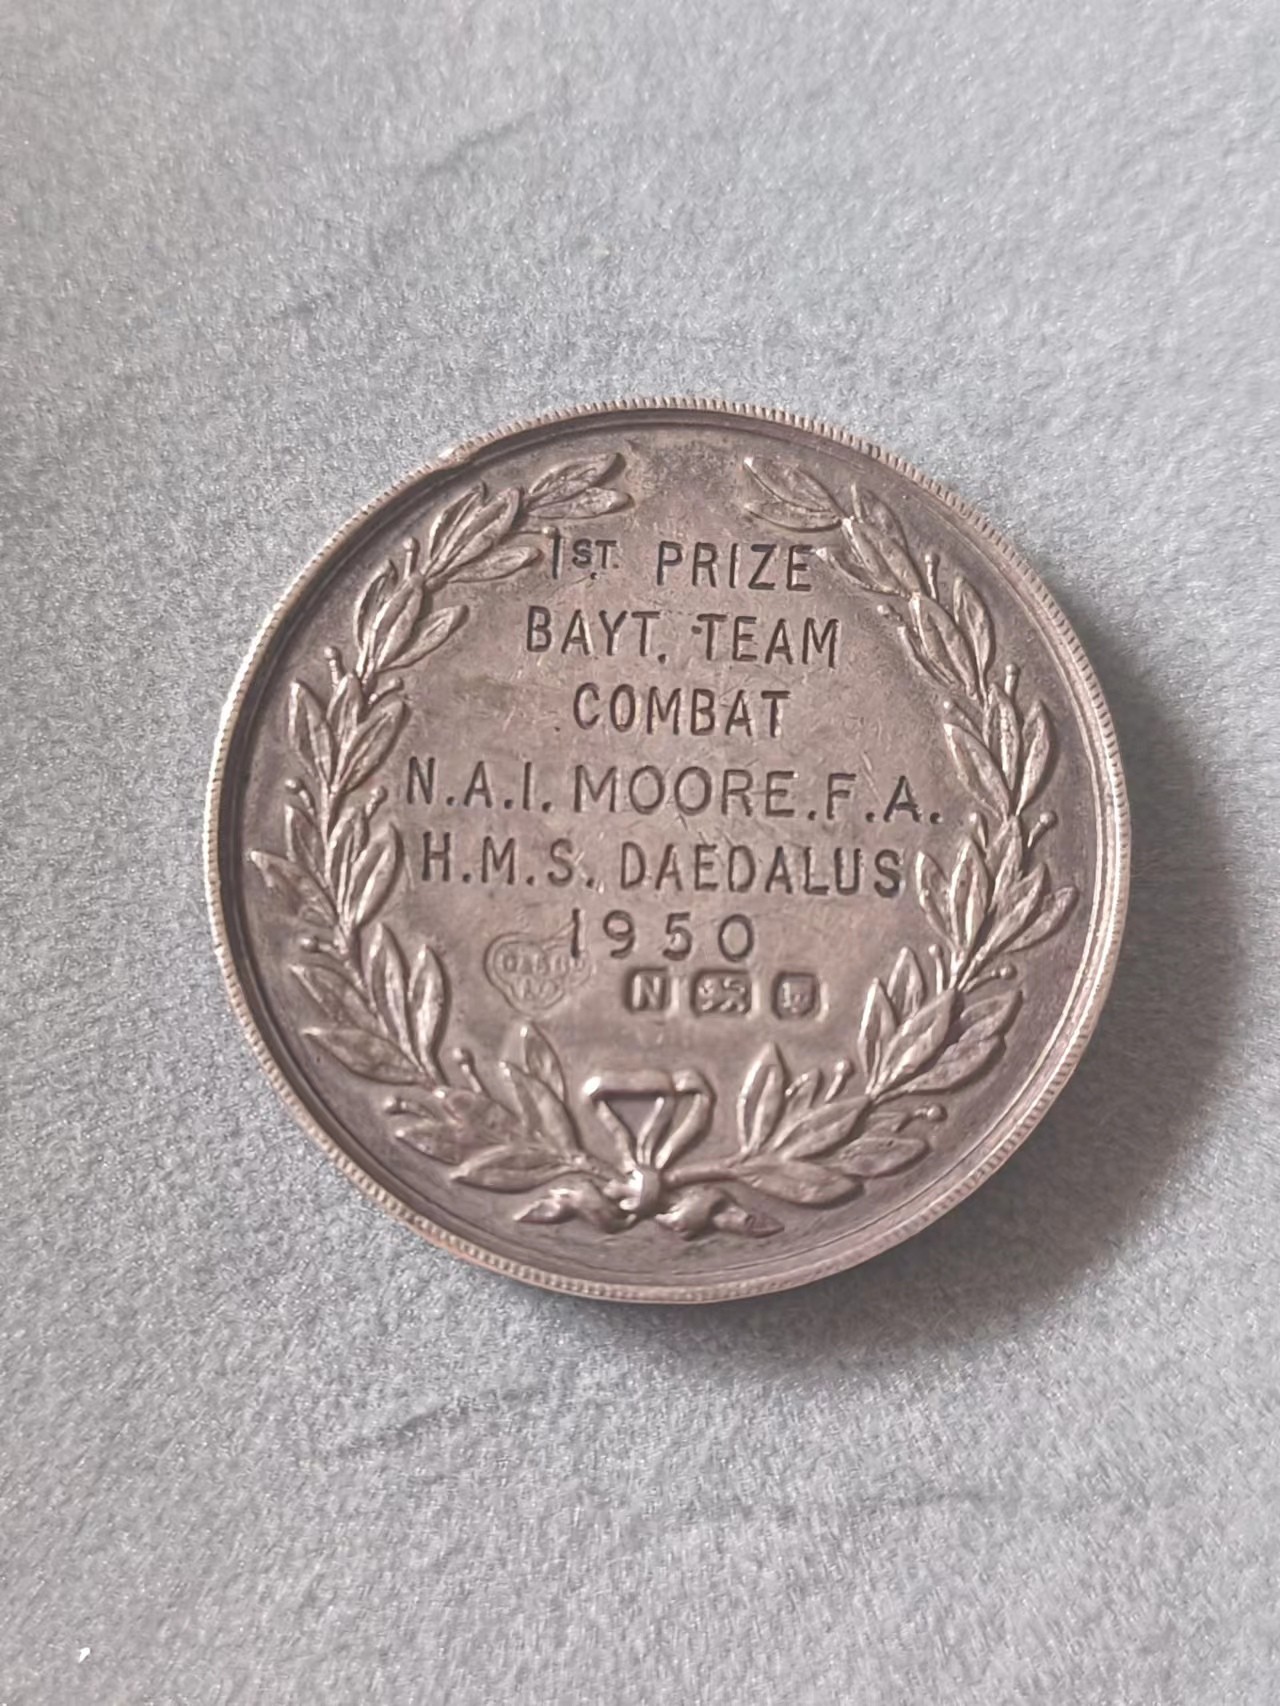 1ST. PRIZE
BAYT. TEAM
COMBAT
N.A.I. MOORE.F.A.
H.M.S. DAEDALUS
1950
N